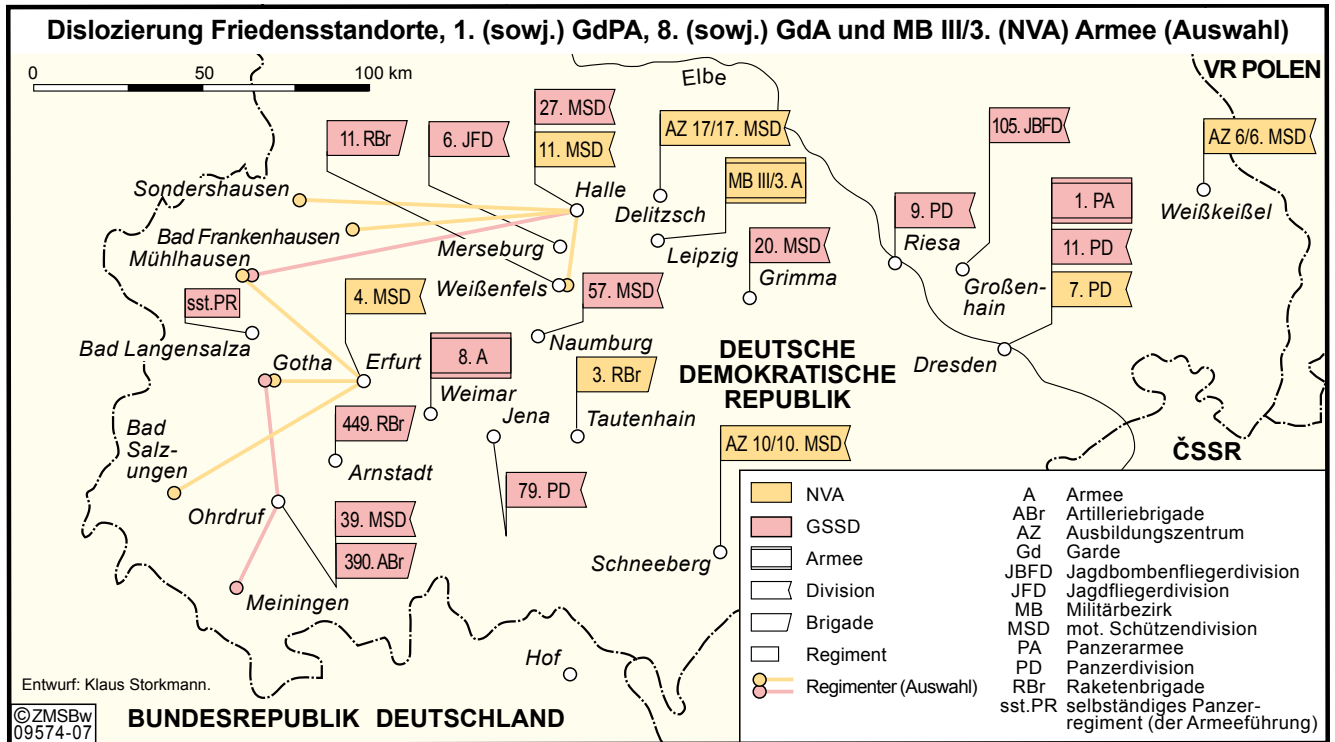 Dislozierung Friedensstandorte, 1. (sowj.) GdPA, 8. (sowj.) GdA und MB III/3. (NVA) Armee (Auswahl)
0 50 100 km
Elbe
VR POLEN
27. MSD
11. MSD
11. RBr
6. JFD
AZ 17/17. MSD
MB III/3. A
105. JBFD
AZ 6/6. MSD
Sondershausen
Halle
Delitzsch
9. PD
Riesa
1. PA
11. PD
7. PD
Weißkeißel
Bad Frankenhausen
Merseburg
Leipzig
20. MSD
Grimma
Mühlhausen
Weißenfels
57. MSD
Großen-
hain
sst.PR
4. MSD
Bad Langensalza
Naumburg
Dresden
Gotha
Erfurt
8. A
Weimar
3. RBr
DEUTSCHE
DEMOKRATISCHE
REPUBLIK
Jena
Tautenhain
Bad
Salz-
ungen
449. RBr
Arnstadt
AZ 10/10. MSD
ČSSR
79. PD
Ohrdruf
39. MSD
390. ABr
Schneeberg
Meiningen
Hof
Entwurf: Klaus Storkmann.
©ZMSBw
09574-07
BUNDESREPUBLIK DEUTSCHLAND
NVA
GSSD
Armee
Division
Brigade
Regiment
Regimenter (Auswahl)
A Armee
ABr Artilleriebrigade
AZ Ausbildungszentrum
Gd Garde
JBFD Jagdbombenfliegerdivision
JFD Jagdfliegerdivision
MB Militärbezirk
MSD mot. Schützendivision
PA Panzerarmee
PD Panzerdivision
RBr Raketenbrigade
sst.PR selbständiges Panzer-
regiment (der Armeeführung)